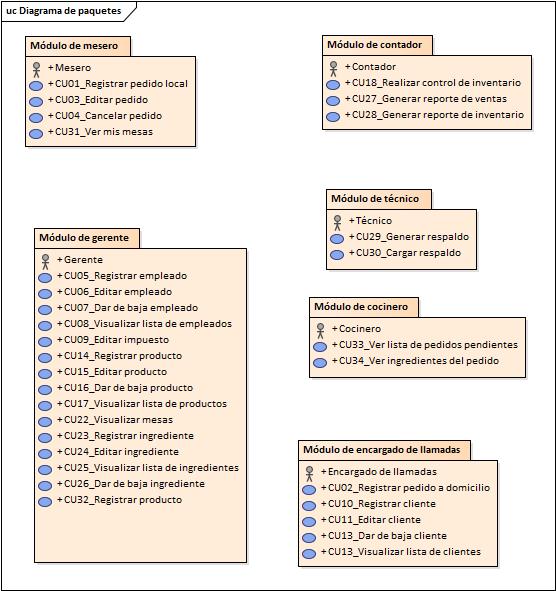 uc Diagrama de paquetes
Módulo de mesero
+ Mesero
+ CU01_Registrar pedido local
+ CU03_Editar pedido
+ CU04_Cancelar pedido
+ CU31_Ver mis mesas
Módulo de contador
+ Contador
+ CU18_Realizar control de inventario
+ CU27_Generar reporte de ventas
+ CU28_Generar reporte de inventario
Módulo de técnico
+ Técnico
+ CU29_Generar respaldo
+ CU30_Cargar respaldo
Módulo de gerente
+ Gerente
+ CU05_Registrar empleado
+ CU06_Editar empleado
+ CU07_Dar de baja empleado
+ CU08_Visualizar lista de empleados
+ CU09_Editar impuesto
+ CU14_Registrar producto
+ CU15_Editar producto
+ CU16_Dar de baja producto
+ CU17_Visualizar lista de productos
+ CU22_Visualizar mesas
+ CU23_Registrar ingrediente
+ CU24_Editar ingrediente
+ CU25_Visualizar lista de ingredientes
+ CU26_Dar de baja ingrediente
+ CU32_Registrar producto
Módulo de cocinero
+ Cocinero
+ CU33_Ver lista de pedidos pendientes
+ CU34_Ver ingredientes del pedido
Módulo de encargado de llamadas
+ Encargado de llamadas
+ CU02_Registrar pedido a domicilio
+ CU10_Registrar cliente
+ CU11_Editar cliente
+ CU13_Dar de baja cliente
+ CU13_Visualizar lista de clientes